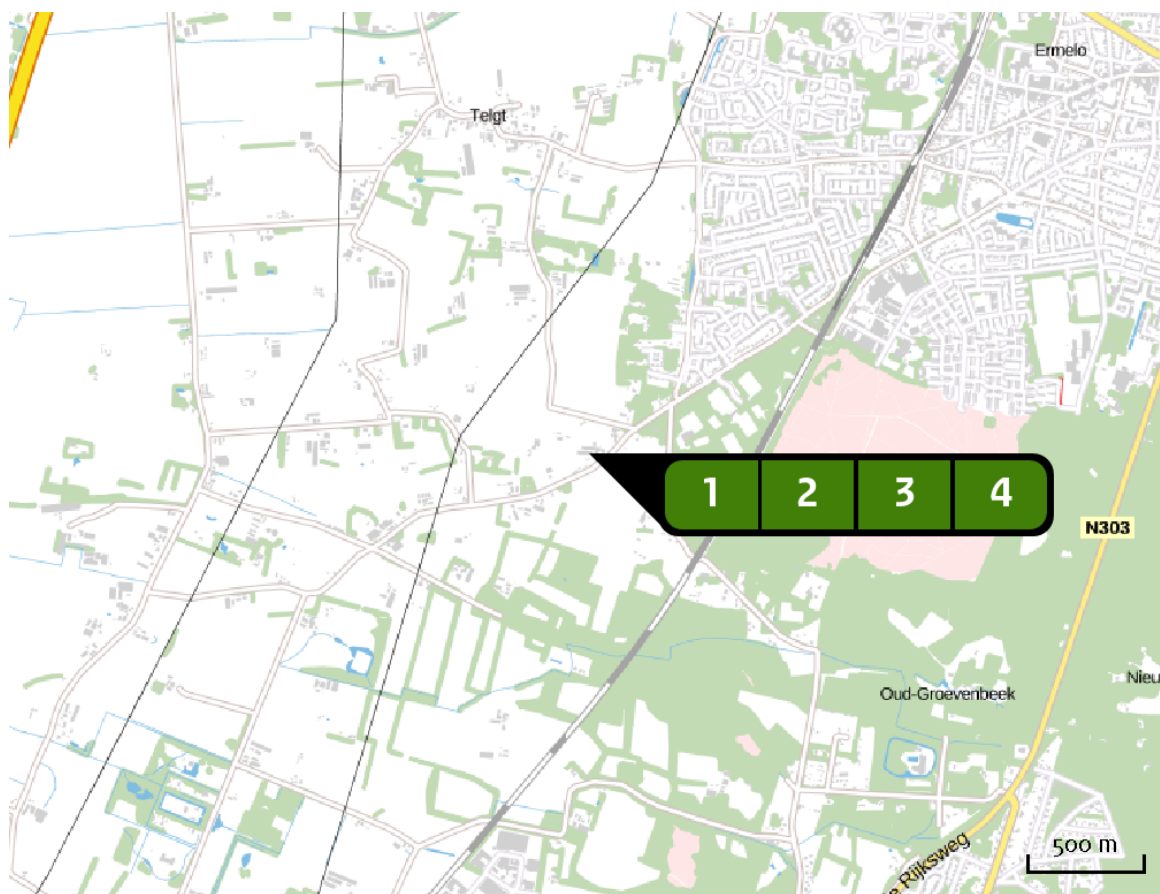 Ermelo
Telgt
1 2 3 4
N303
Oud-Groevenbeek
Nieu
e Rijksweg
500 m